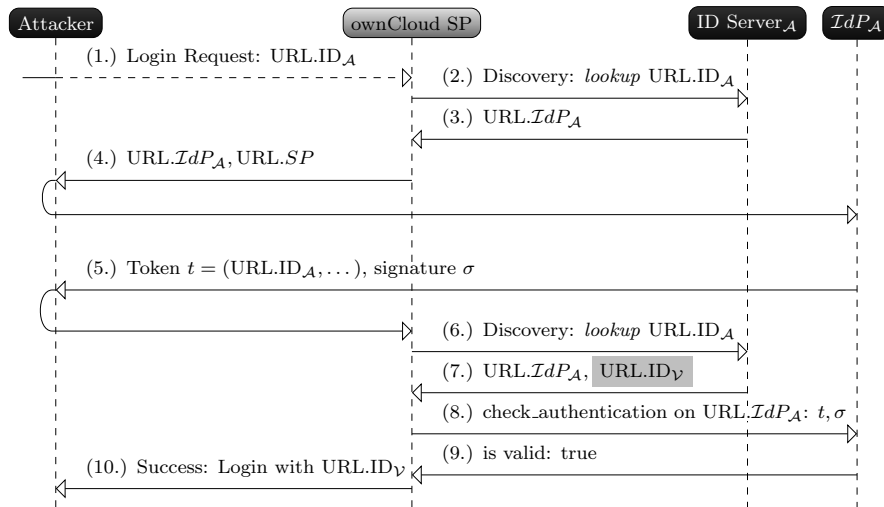 Attacker
ownCloud SP
ID Server𝒜
IdP𝒜
(1.) Login Request: URL.ID𝒜
(2.) Discovery: lookup URL.ID𝒜
(3.) URL.IdP𝒜
(4.) URL.IdP𝒜, URL.SP
(5.) Token t = (URL.ID𝒜, ...), signature σ
(6.) Discovery: lookup URL.ID𝒜
(7.) URL.IdP𝒜, URL.ID𝒱
(8.) check_authentication on URL.IdP𝒜: t, σ
(9.) is valid: true
(10.) Success: Login with URL.ID𝒱